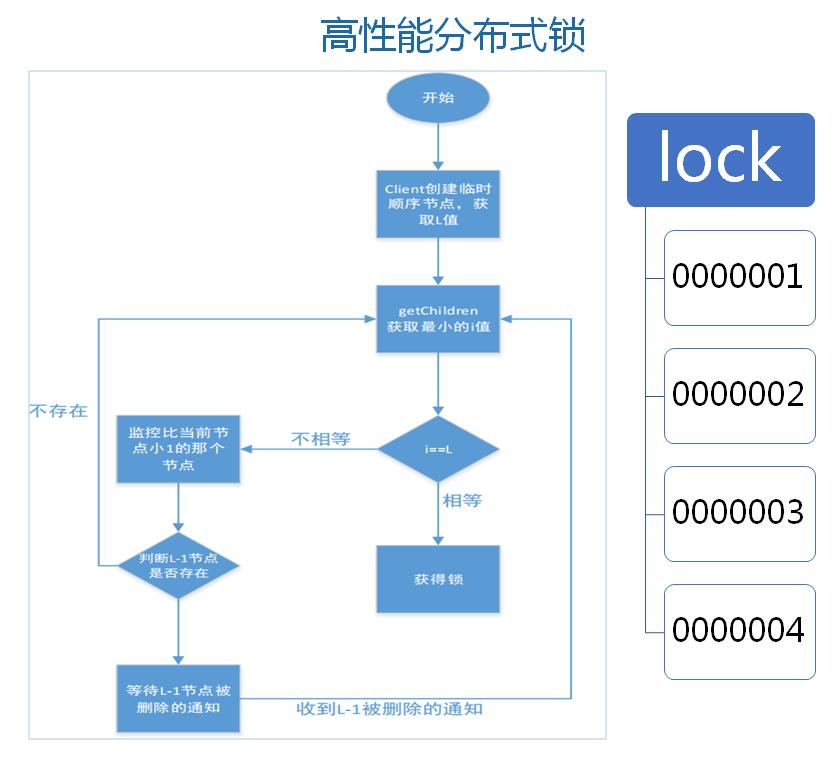 高性能分布式锁
开始
Client创建临时
顺序节点，获
取L值
getChildren
获取最小的i值
不存在
监控比当前节
点小1的那个
节点
不相等
i==L
相等
判断L-1节点
是否存在
获得锁
等待L-1节点被
删除的通知
收到L-1被删除的通知
lock
0000001
0000002
0000003
0000004